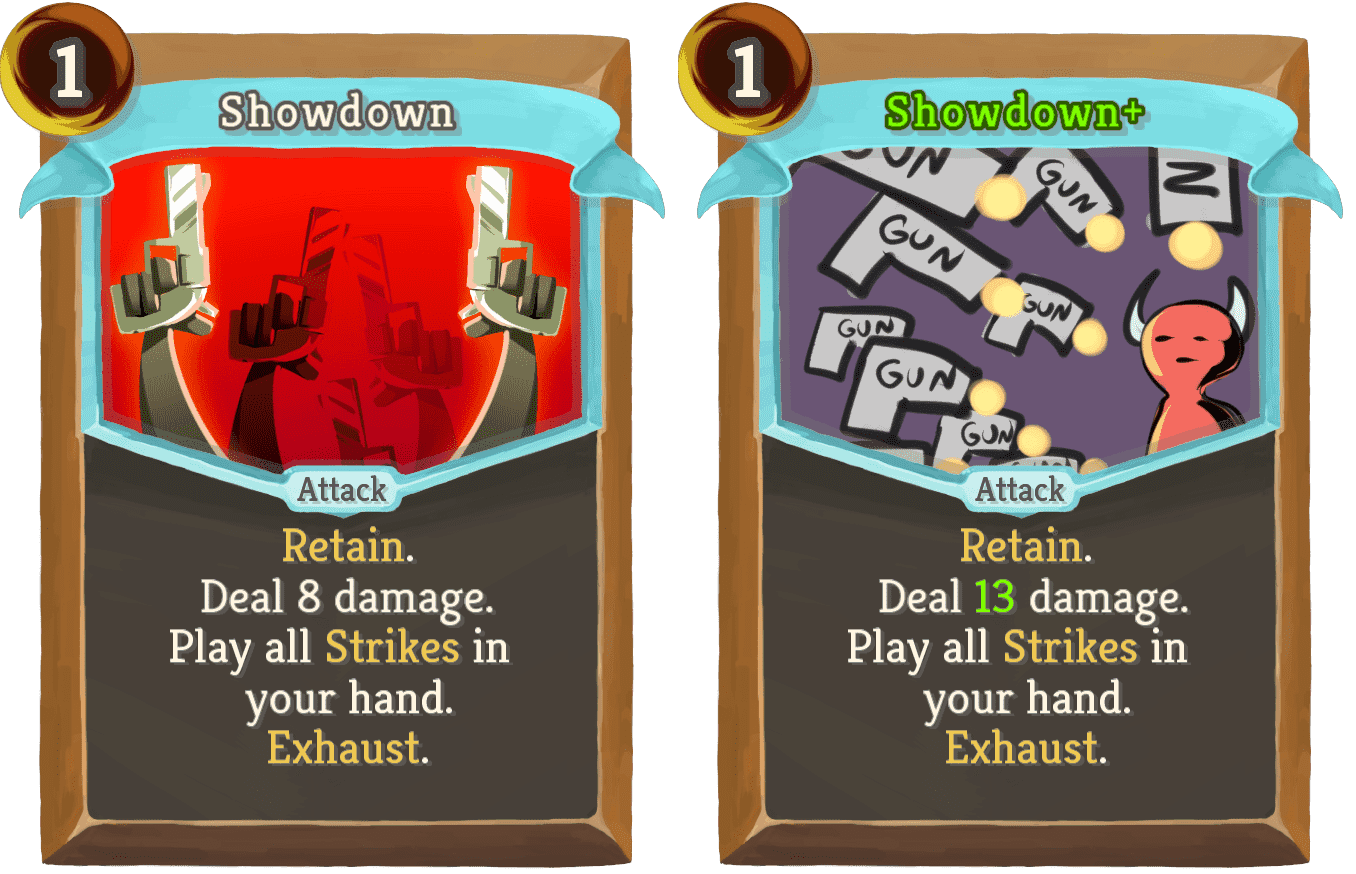 1
Showdown
Attack
Retain.
Deal 8 damage.
Play all Strikes in
your hand.
Exhaust.
1
Showdown+
GUN
GUN
GUN
GUN
GUN
GUN
GUN
Attack
Retain.
Deal 13 damage.
Play all Strikes in
your hand.
Exhaust.